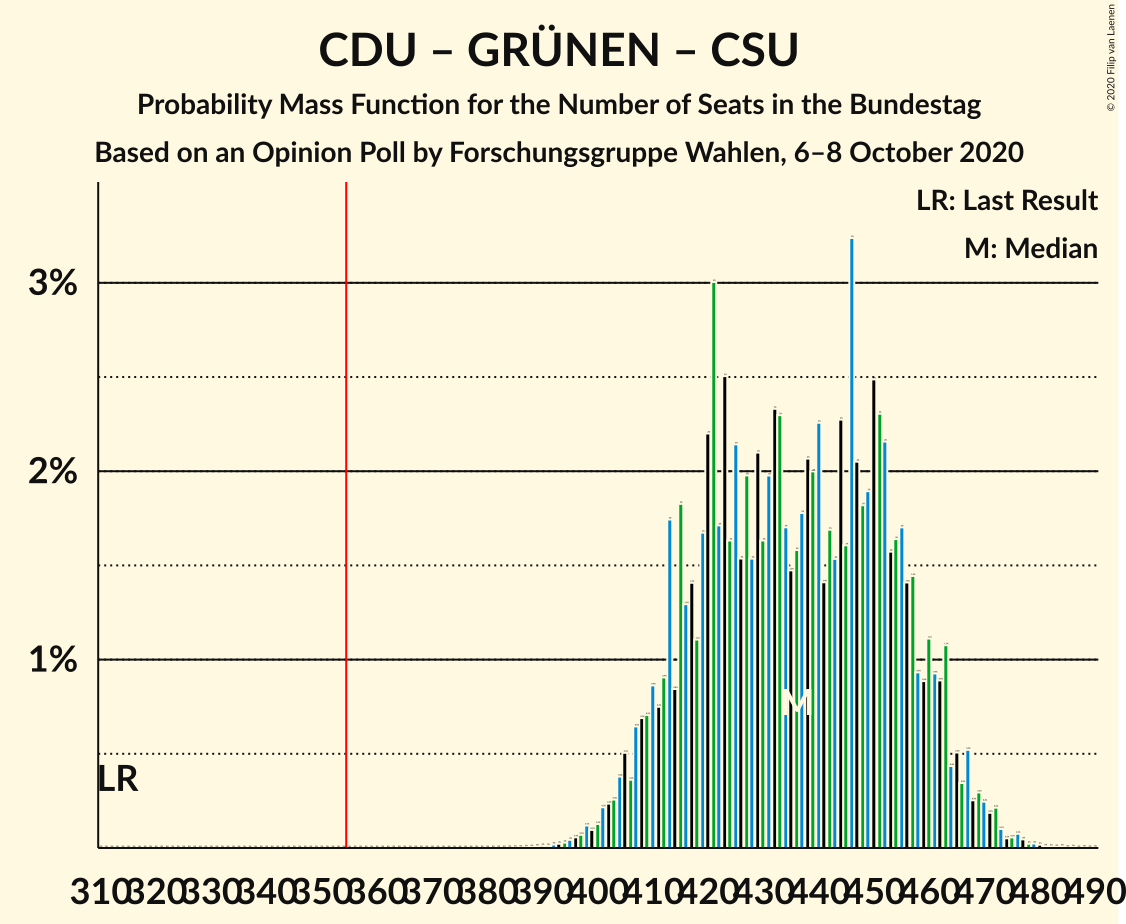 CDU – GRÜNEN – CSU
Probability Mass Function for the Number of Seats in the Bundestag
Based on an Opinion Poll by Forschungsgruppe Wahlen, 6–8 October 2020
© 2020 Filip van Laenen
LR: Last Result
M: Median
3%
2%
1%
LR
M
310 320 330 340 350 360 370 380 390 400 410 420 430 440 450 460 470 480 490